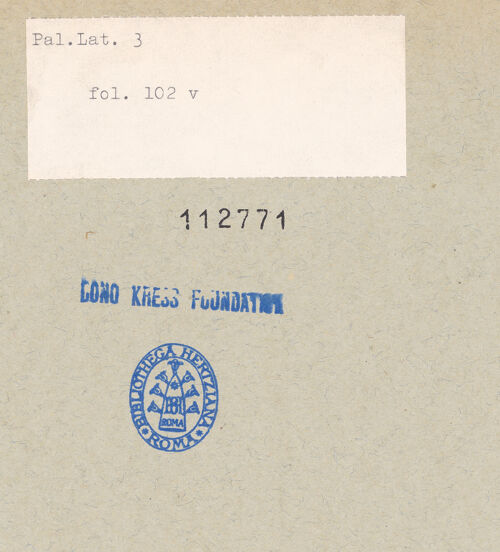 Pal.Lat. 3
fol. 102 v
112771
DONO KRESS FOUNDATION
BIBLIOTHECA HERTZIANA
ROMA
ROMA